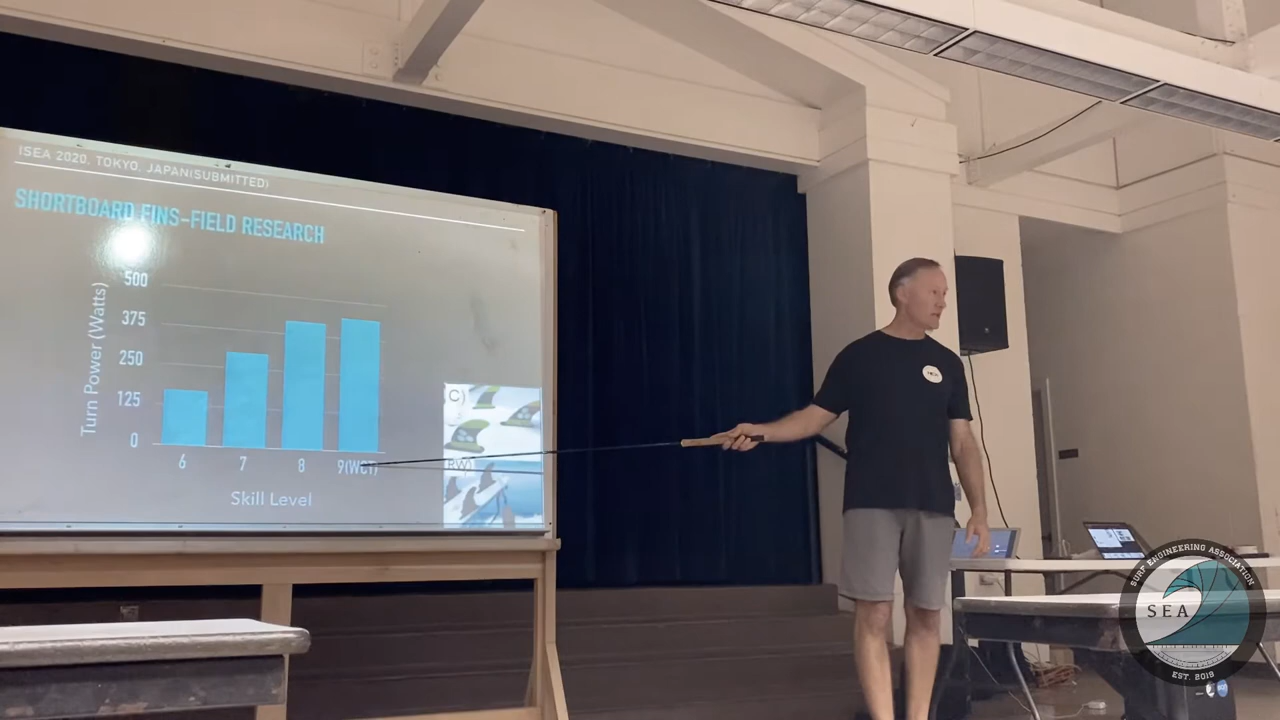 ISEA 2020, TOKYO, JAPAN(SUBMITTED)
SHORTBOARD FINS-FIELD RESEARCH
500
375
250
125
0
Turn Power (Watts)
6 7 8 9(WCT)
Skill Level
C)
RW)
SURF ENGINEERING ASSOCIATION
SEA
EST. 2019